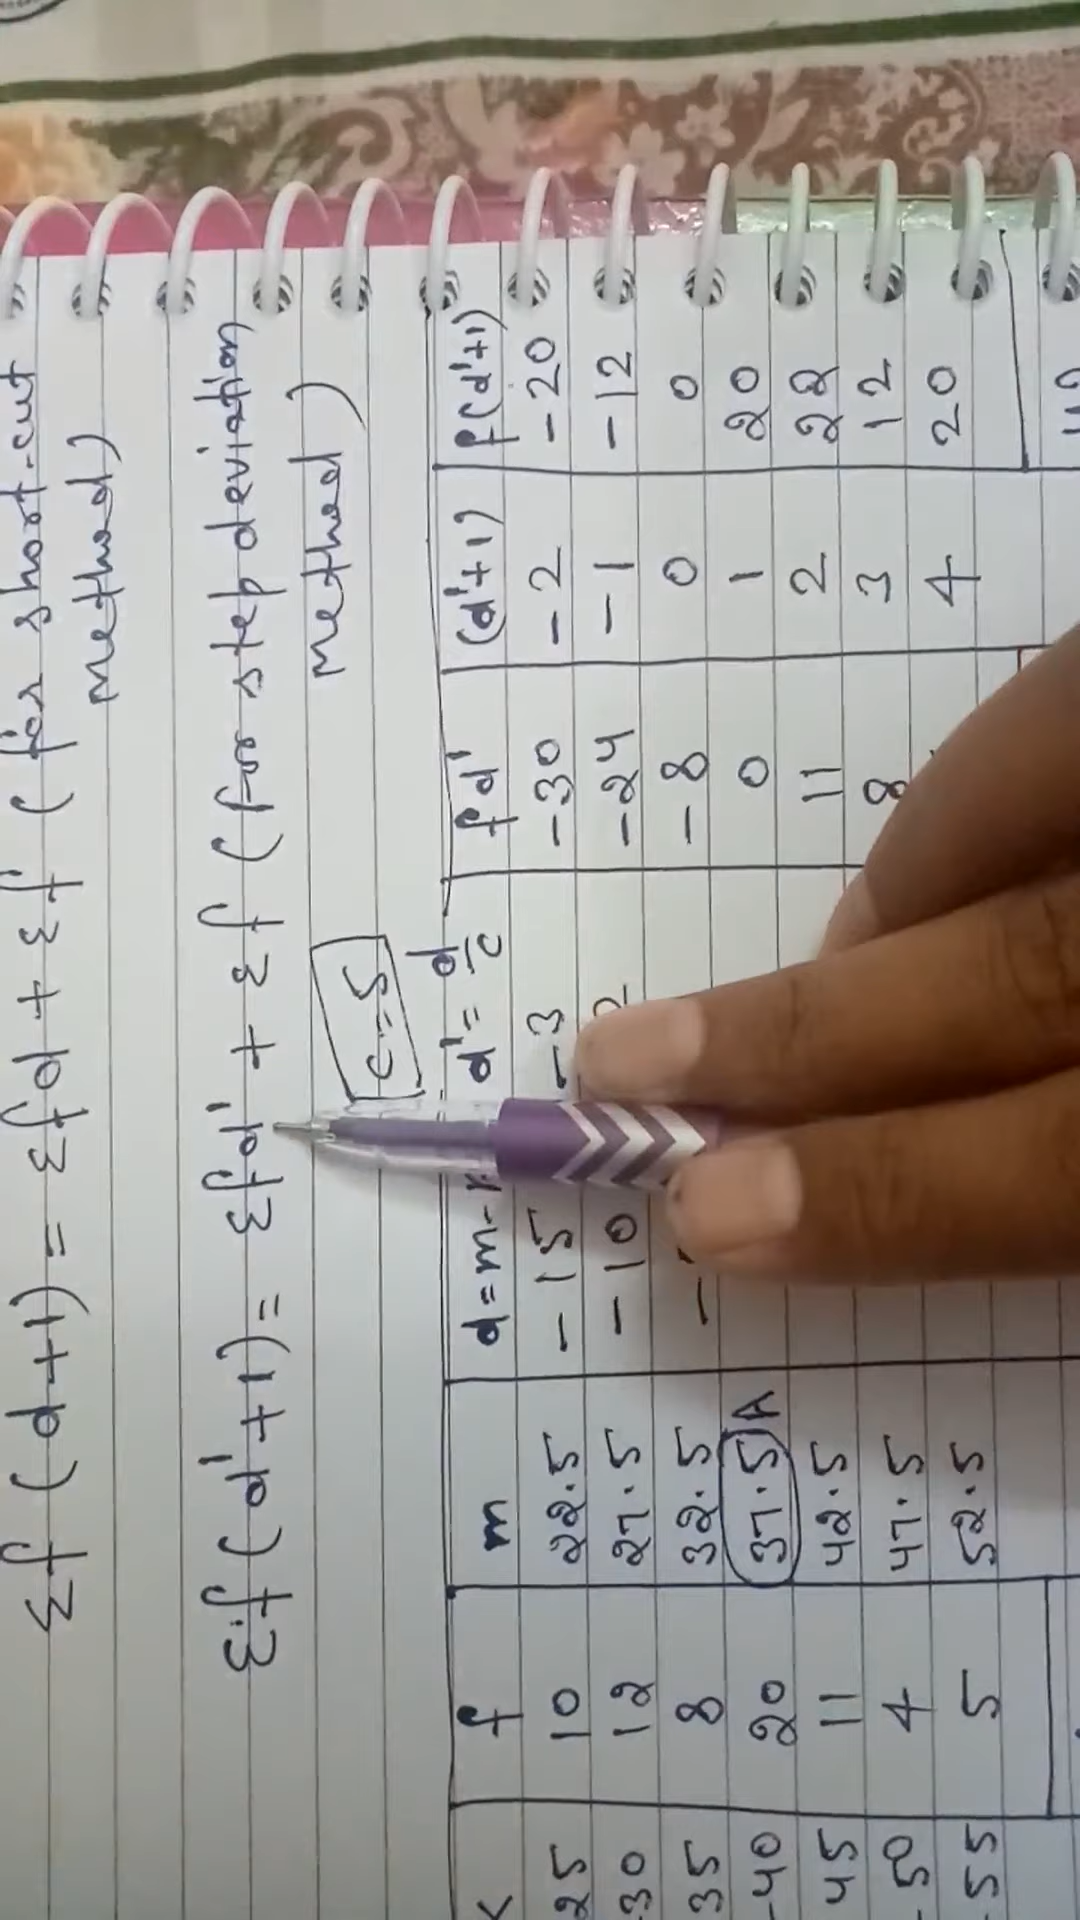 Σf (d+1) = Σfd + Σf ( for short-cut
method)
Σf (d'+1) = Σfd' + Σf (for step deviation
method )
c=5
f m d=m- d'= d/c fd' (d'+1) f(d'+1)
25 10 22.5 -15 -3 -30 -2 -20
30 12 27.5 -10 -24 -1 -12
35 8 32.5 -8 0 0
-40 20 37.5 A 0 1 20
45 11 42.5 11 2 22
50 4 47.5 8 3 12
-55 5 52.5 4 20